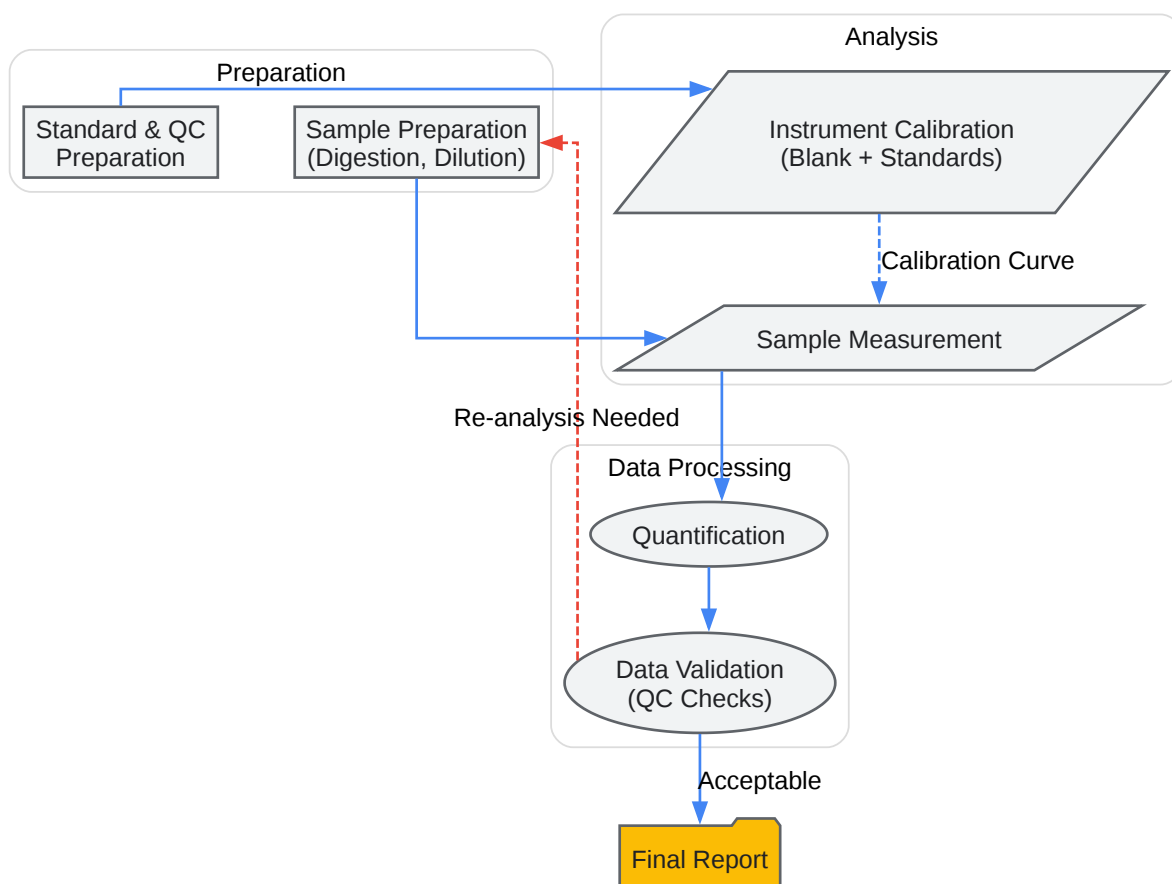 Analysis
Preparation
Standard & QC
Preparation
Sample Preparation
(Digestion, Dilution)
Instrument Calibration
(Blank + Standards)
Calibration Curve
Sample Measurement
Re-analysis Needed
Data Processing
Quantification
Data Validation
(QC Checks)
Acceptable
Final Report